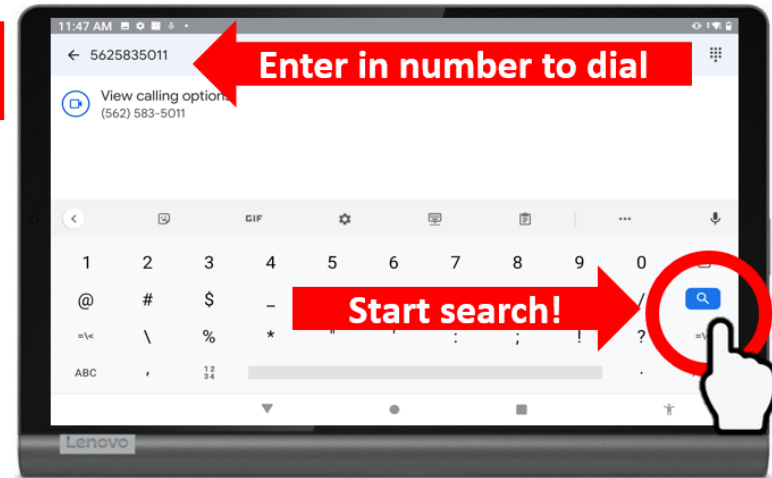 11:47 AM
5625835011
Enter in number to dial
View calling option
(562) 583-5011
GIF
1 2 3 4 5 6 7 8 9 0
@ # $ _ /
Start search!
=\< \ % * " ' : ; ! ? =\
ABC , 12 34 .
Lenovo